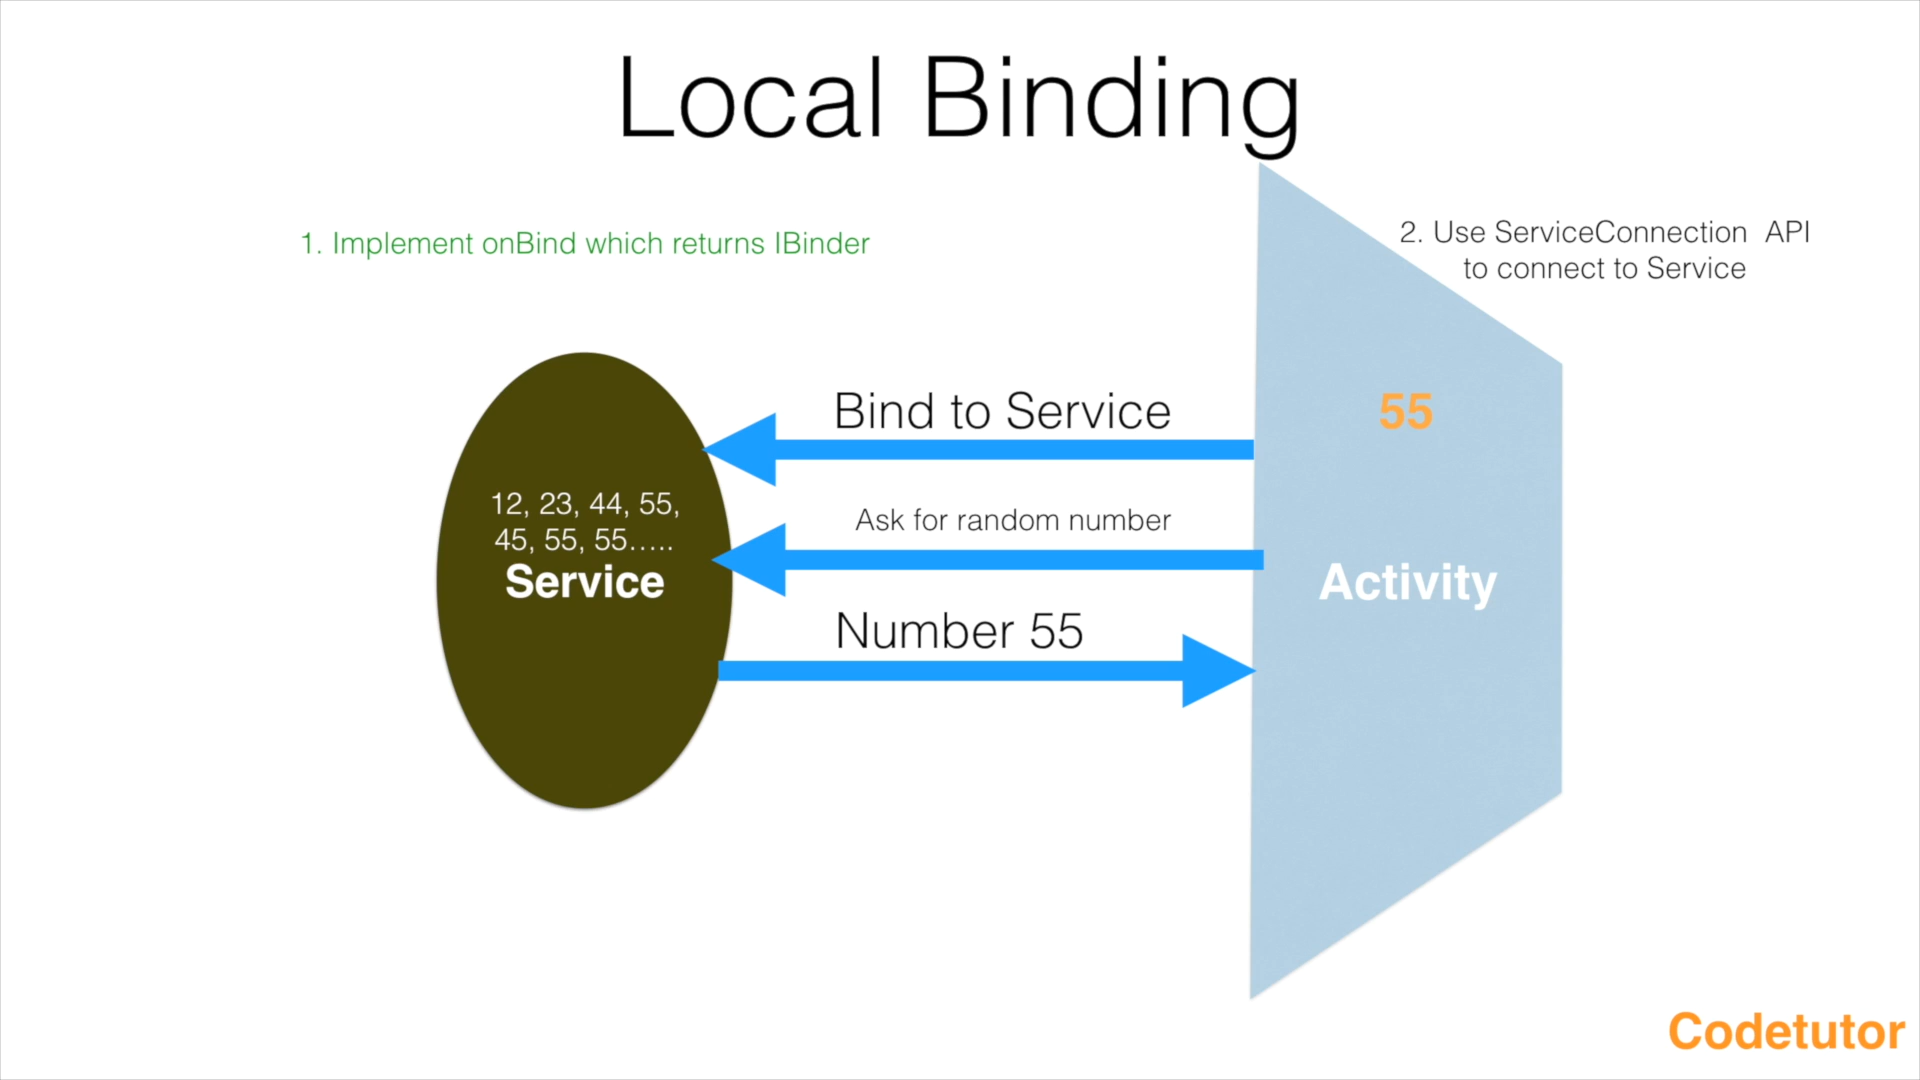 Local Binding
1. Implement onBind which returns IBinder
2. Use ServiceConnection API
to connect to Service
Bind to Service
55
12, 23, 44, 55,
45, 55, 55.....
Service
Ask for random number
Activity
Number 55
Codetutor